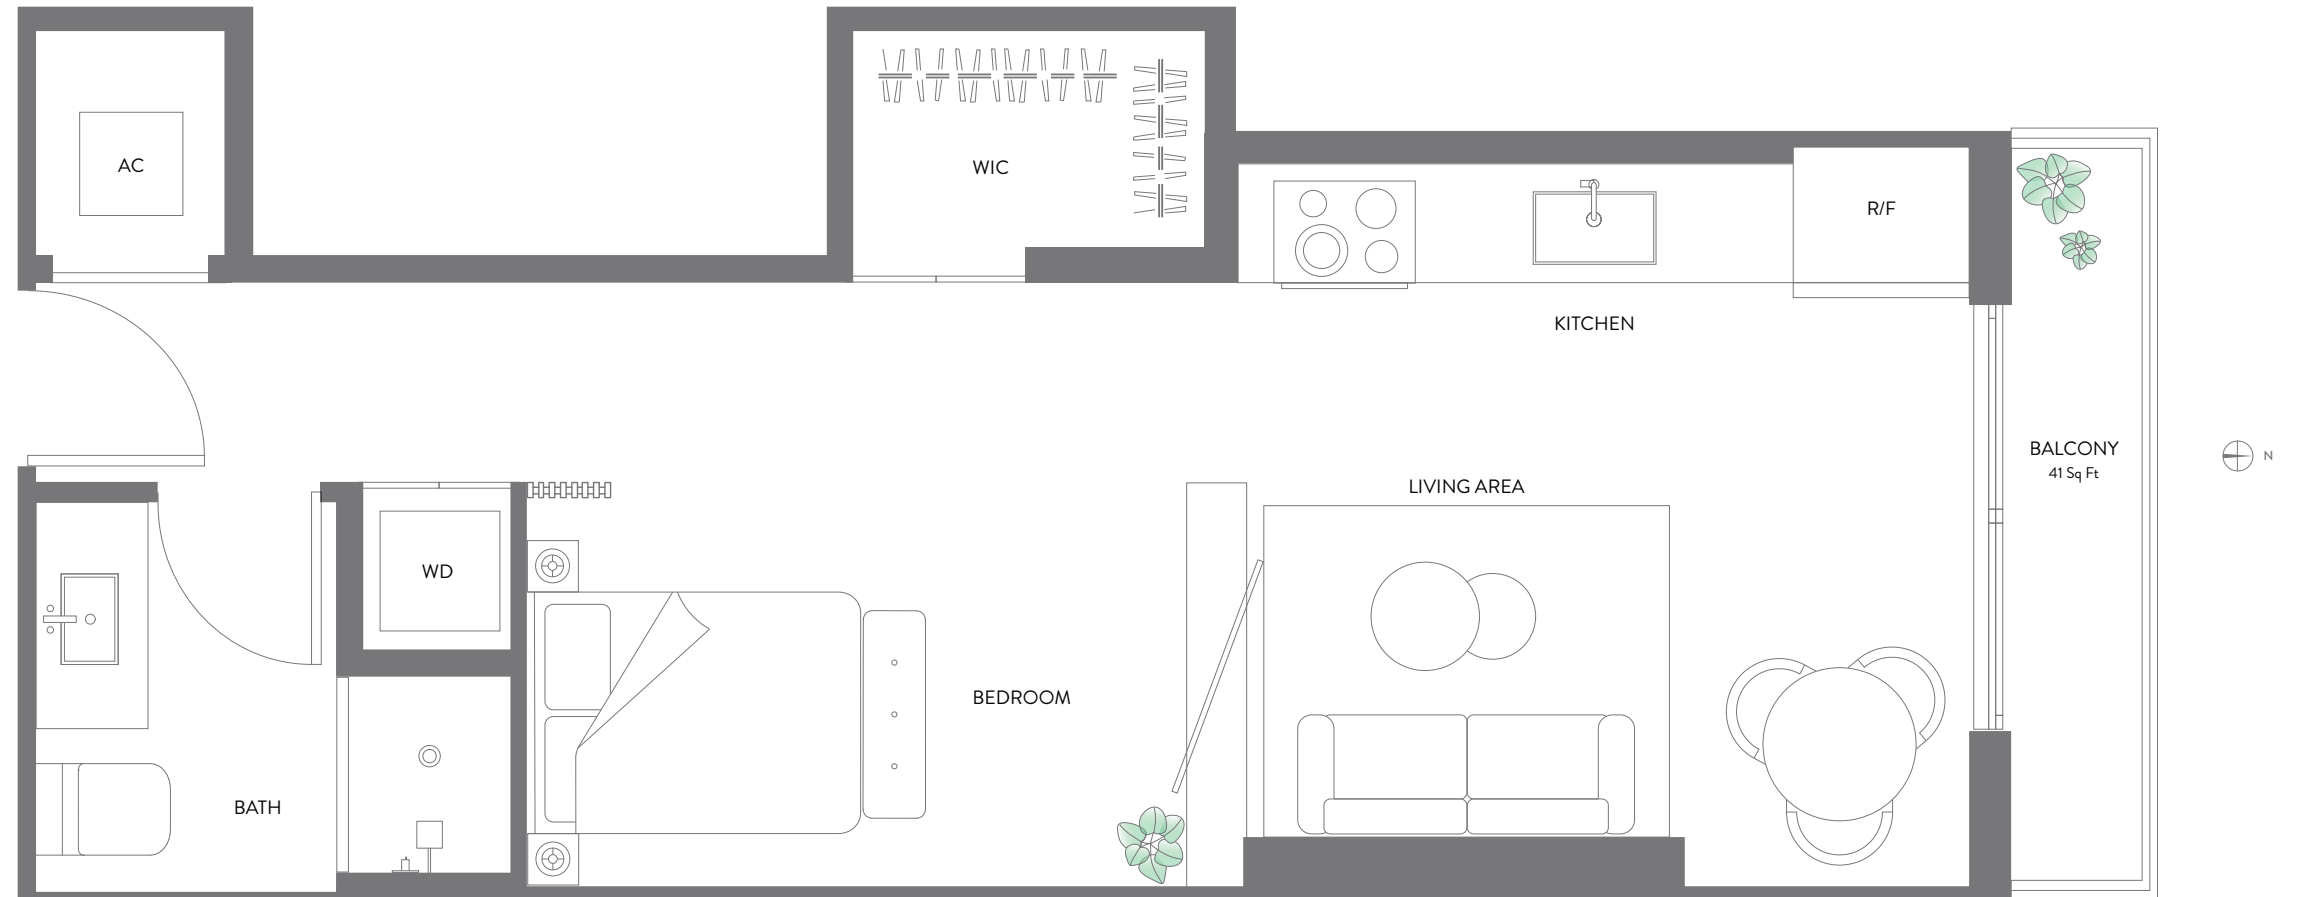 AC
WIC
R/F
KITCHEN
BALCONY
41 Sq Ft
N
LIVING AREA
WD
BEDROOM
BATH